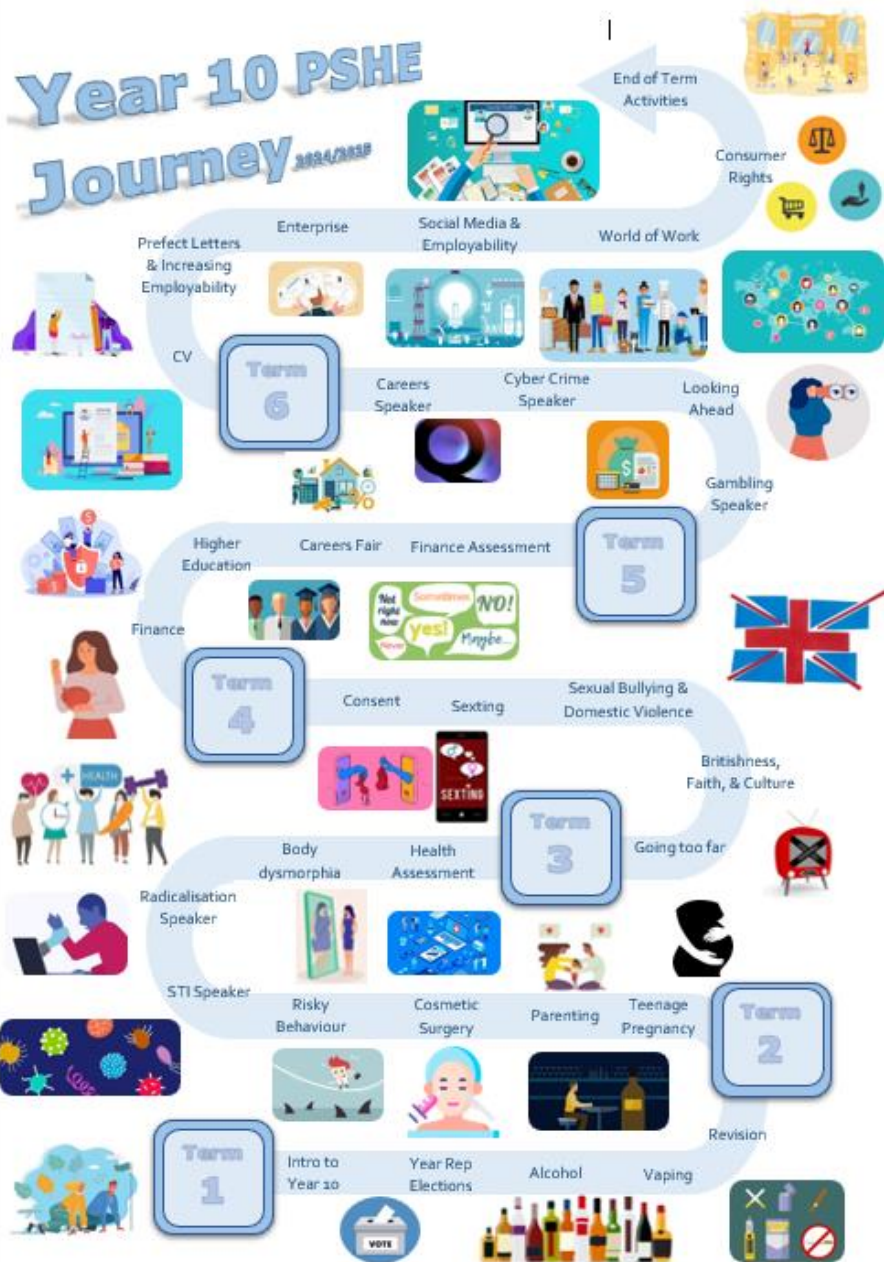 Year 10 PSHE
Journey 2024/2025
End of Term
Activities
Consumer
Rights
World of Work
Social Media &
Employability
Enterprise
Prefect Letters
& Increasing
Employability
CV
Term
6
Careers
Speaker
Cyber Crime
Speaker
Looking
Ahead
Gambling
Speaker
Term
5
Finance Assessment
Careers Fair
Higher
Education
Finance
Not
right
now
Sometimes
NO!
yes!
Never
Maybe...
Term
4
Consent
Sexting
Sexual Bullying &
Domestic Violence
SEXTING
Britishness,
Faith, & Culture
Going too far
HEALTH
Term
3
Health
Assessment
Body
dysmorphia
Radicalisation
Speaker
STI Speaker
Risky
Behaviour
Cosmetic
Surgery
Parenting
Teenage
Pregnancy
Term
2
Revision
Vaping
Alcohol
Year Rep
Elections
Intro to
Year 10
Term
1
VOTE